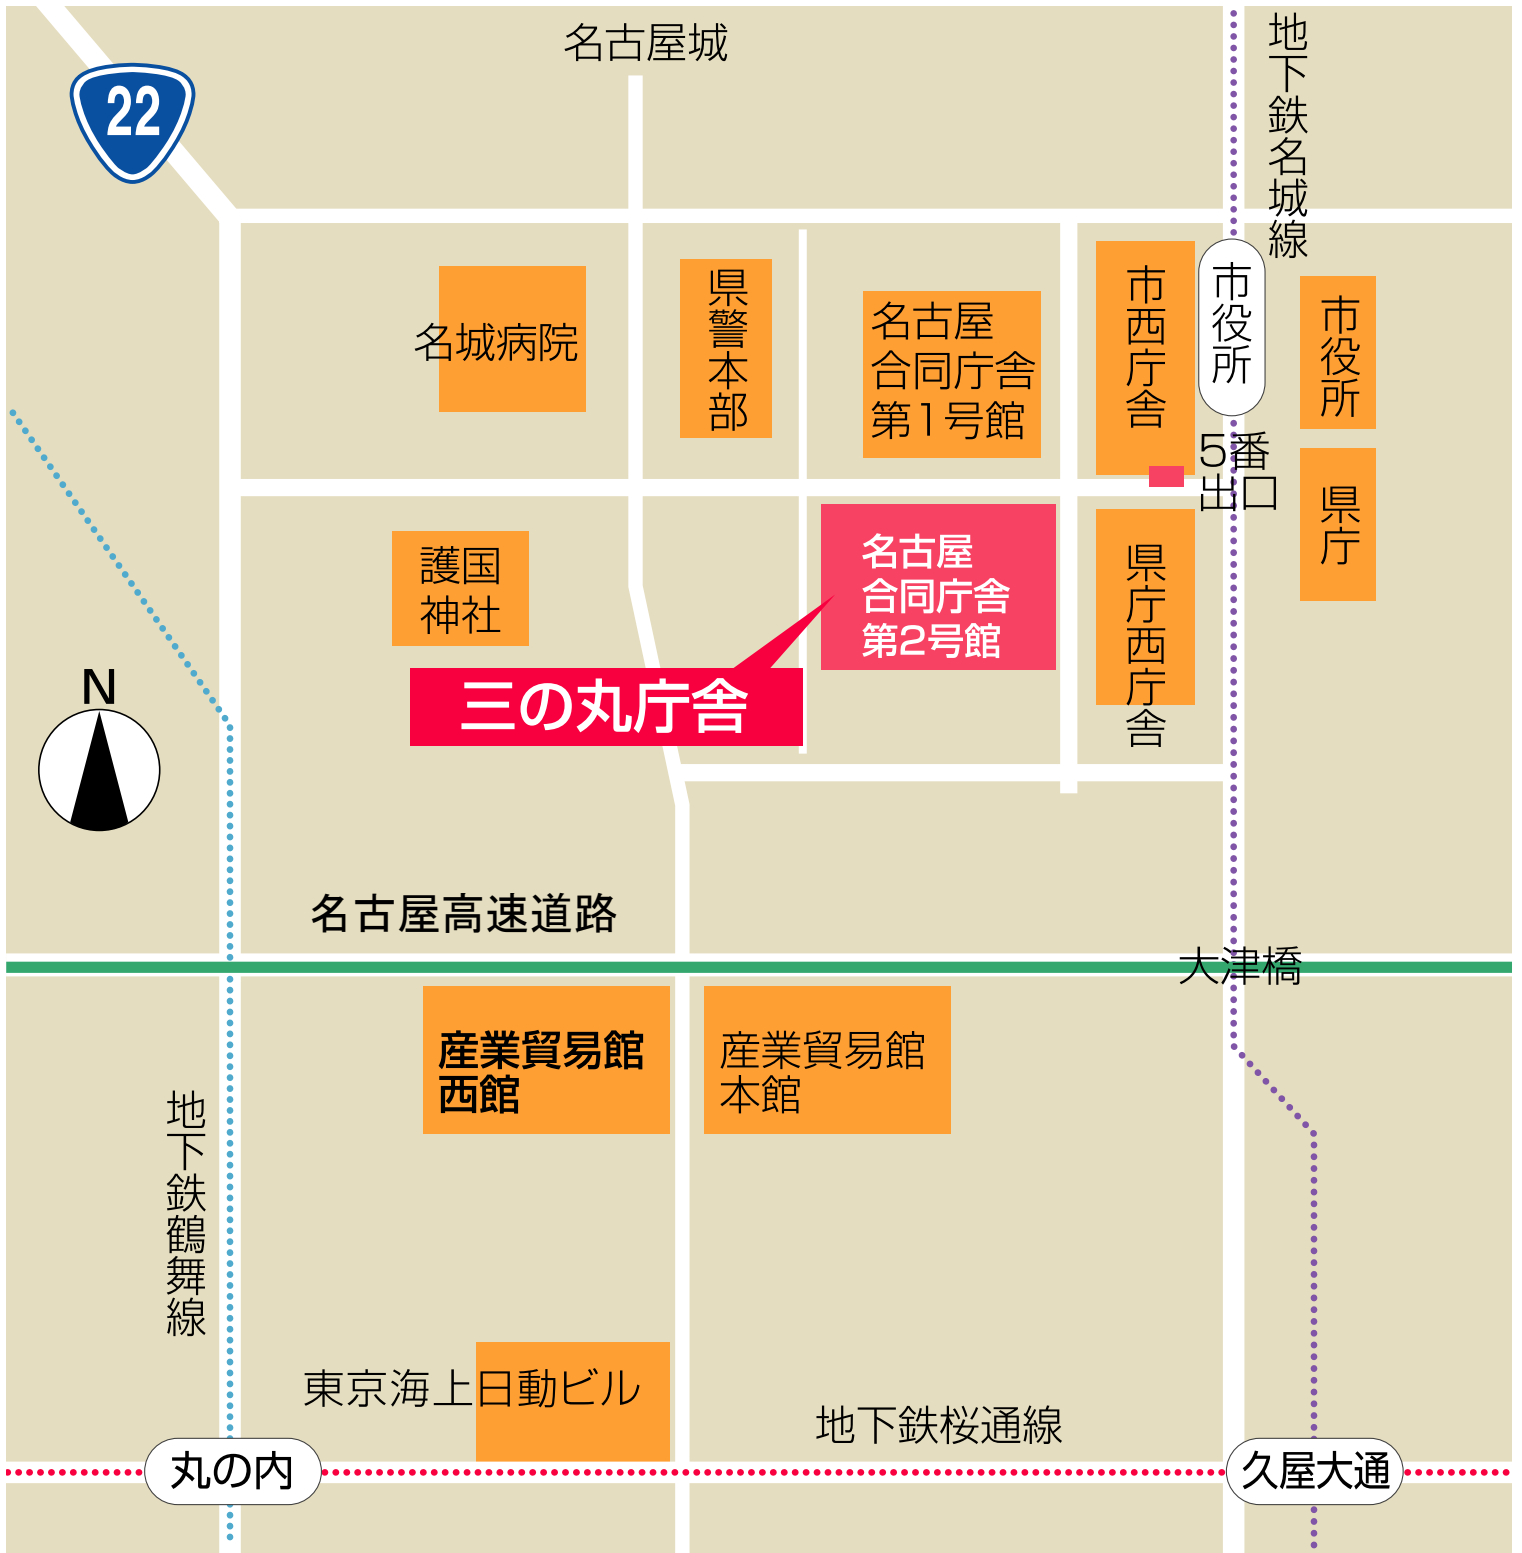 名古屋城
地下鉄名城線
22
市役所
市西庁舎
市役所
県警本部
名古屋
合同庁舎
第1号館
名城病院
5番
出口
県庁
名古屋
合同庁舎
第2号館
県庁西庁舎
護国
神社
三の丸庁舎
N
名古屋高速道路
大津橋
産業貿易館
西館
産業貿易館
本館
地下鉄鶴舞線
東京海上日動ビル
地下鉄桜通線
丸の内
久屋大通